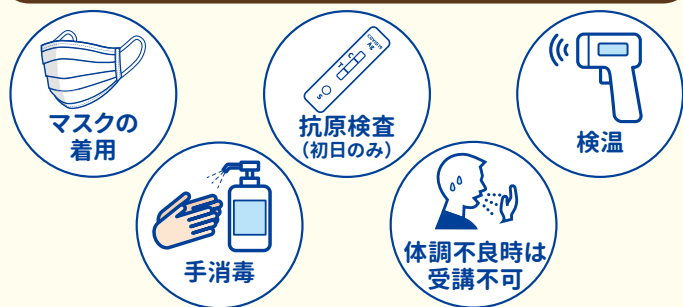 マスクの
着用
抗原検査
（初日のみ）
C
T
S
検温
手消毒
体調不良時は
受講不可